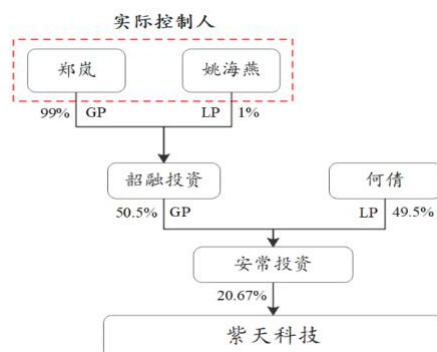 实际控制人
郑岚 姚海燕
99% GP LP 1%
韶融投资 何倩
50.5% GP LP 49.5%
安常投资
20.67%
紫天科技